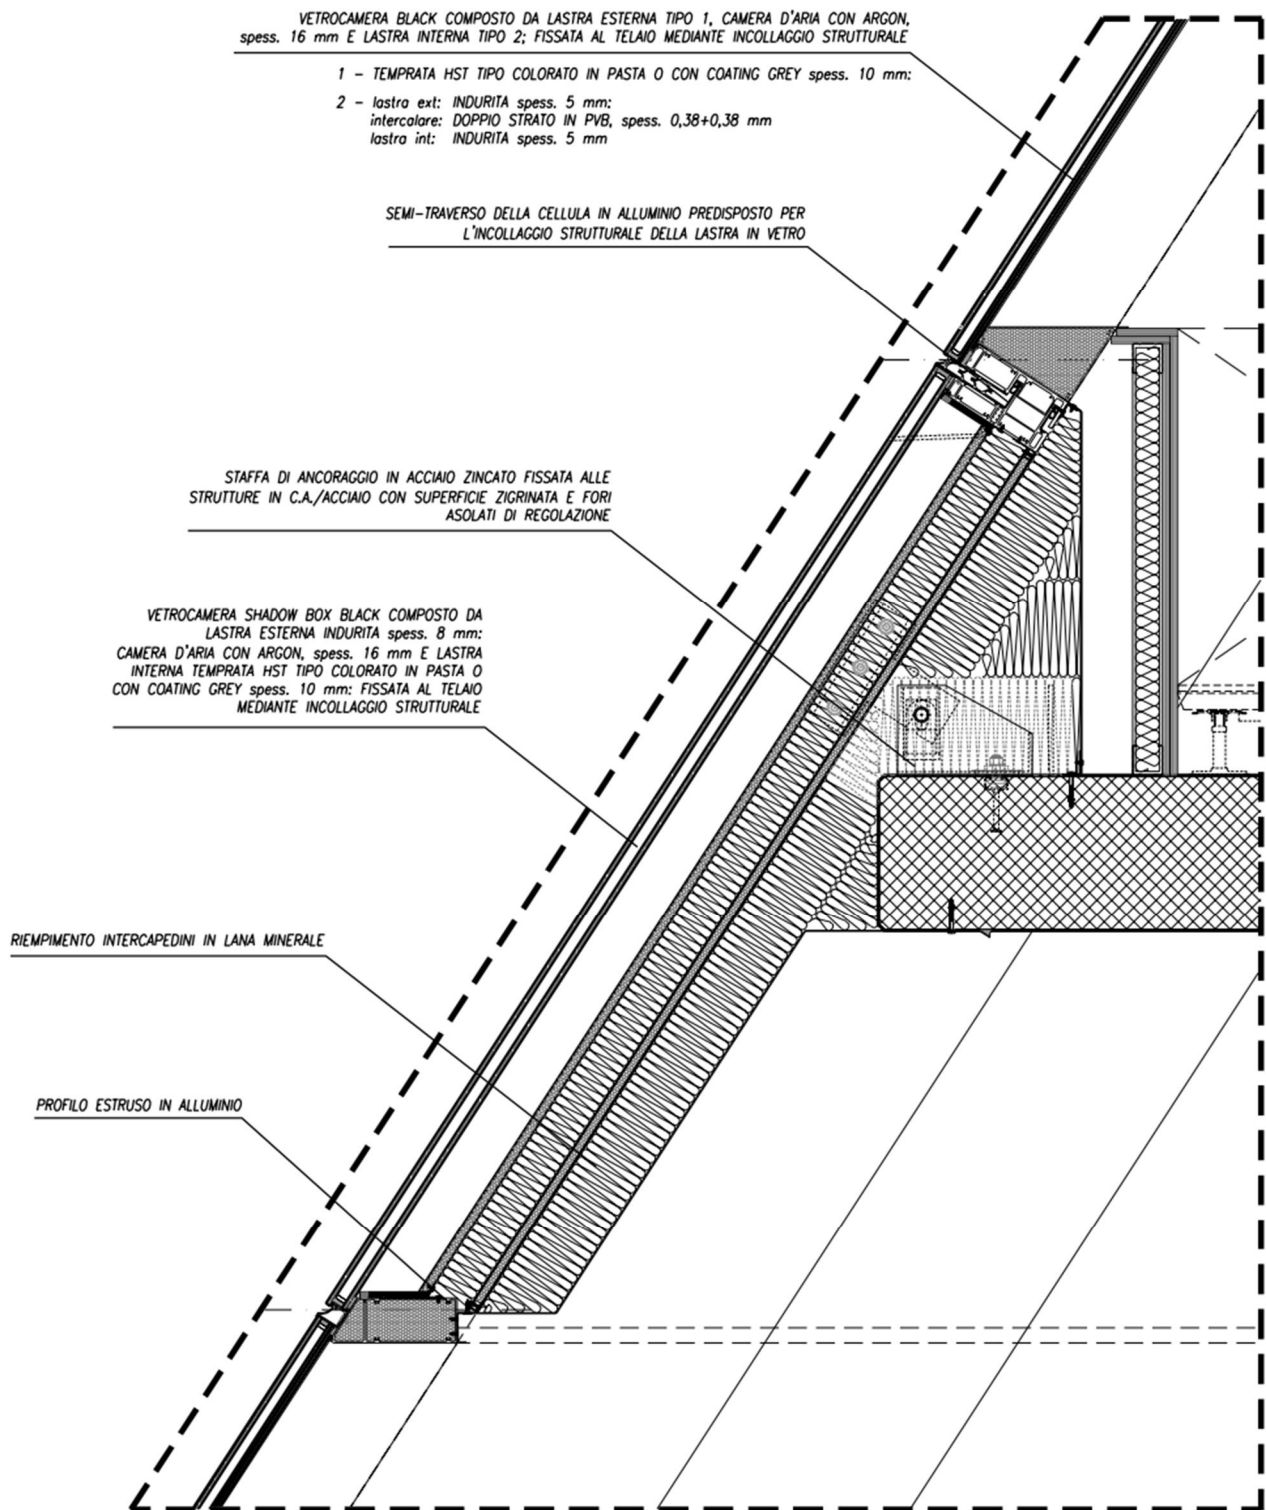 VETROCAMERA BLACK COMPOSTO DA LASTRA ESTERNA TIPO 1, CAMERA D'ARIA CON ARGON,
spess. 16 mm E LASTRA INTERNA TIPO 2; FISSATA AL TELAIO MEDIANTE INCOLLAGGIO STRUTTURALE
1 - TEMPRATA HST TIPO COLORATO IN PASTA O CON COATING GREY spess. 10 mm;
2 - lastra ext: INDURITA spess. 5 mm;
intercalare: DOPPIO STRATO IN PVB, spess. 0,38+0,38 mm
lastra int: INDURITA spess. 5 mm
SEMI-TRAVERSO DELLA CELLULA IN ALLUMINIO PREDISPOSTO PER
L'INCOLLAGGIO STRUTTURALE DELLA LASTRA IN VETRO
STAFFA DI ANCORAGGIO IN ACCIAIO ZINCATO FISSATA ALLE
STRUTTURE IN C.A./ACCIAIO CON SUPERFICIE ZIGRINATA E FORI
ASOLATI DI REGOLAZIONE
VETROCAMERA SHADOW BOX BLACK COMPOSTO DA
LASTRA ESTERNA INDURITA spess. 8 mm;
CAMERA D'ARIA CON ARGON, spess. 16 mm E LASTRA
INTERNA TEMPRATA HST TIPO COLORATO IN PASTA O
CON COATING GREY spess. 10 mm; FISSATA AL TELAIO
MEDIANTE INCOLLAGGIO STRUTTURALE
RIEMPIMENTO INTERCAPEDINI IN LANA MINERALE
PROFILO ESTRUSO IN ALLUMINIO